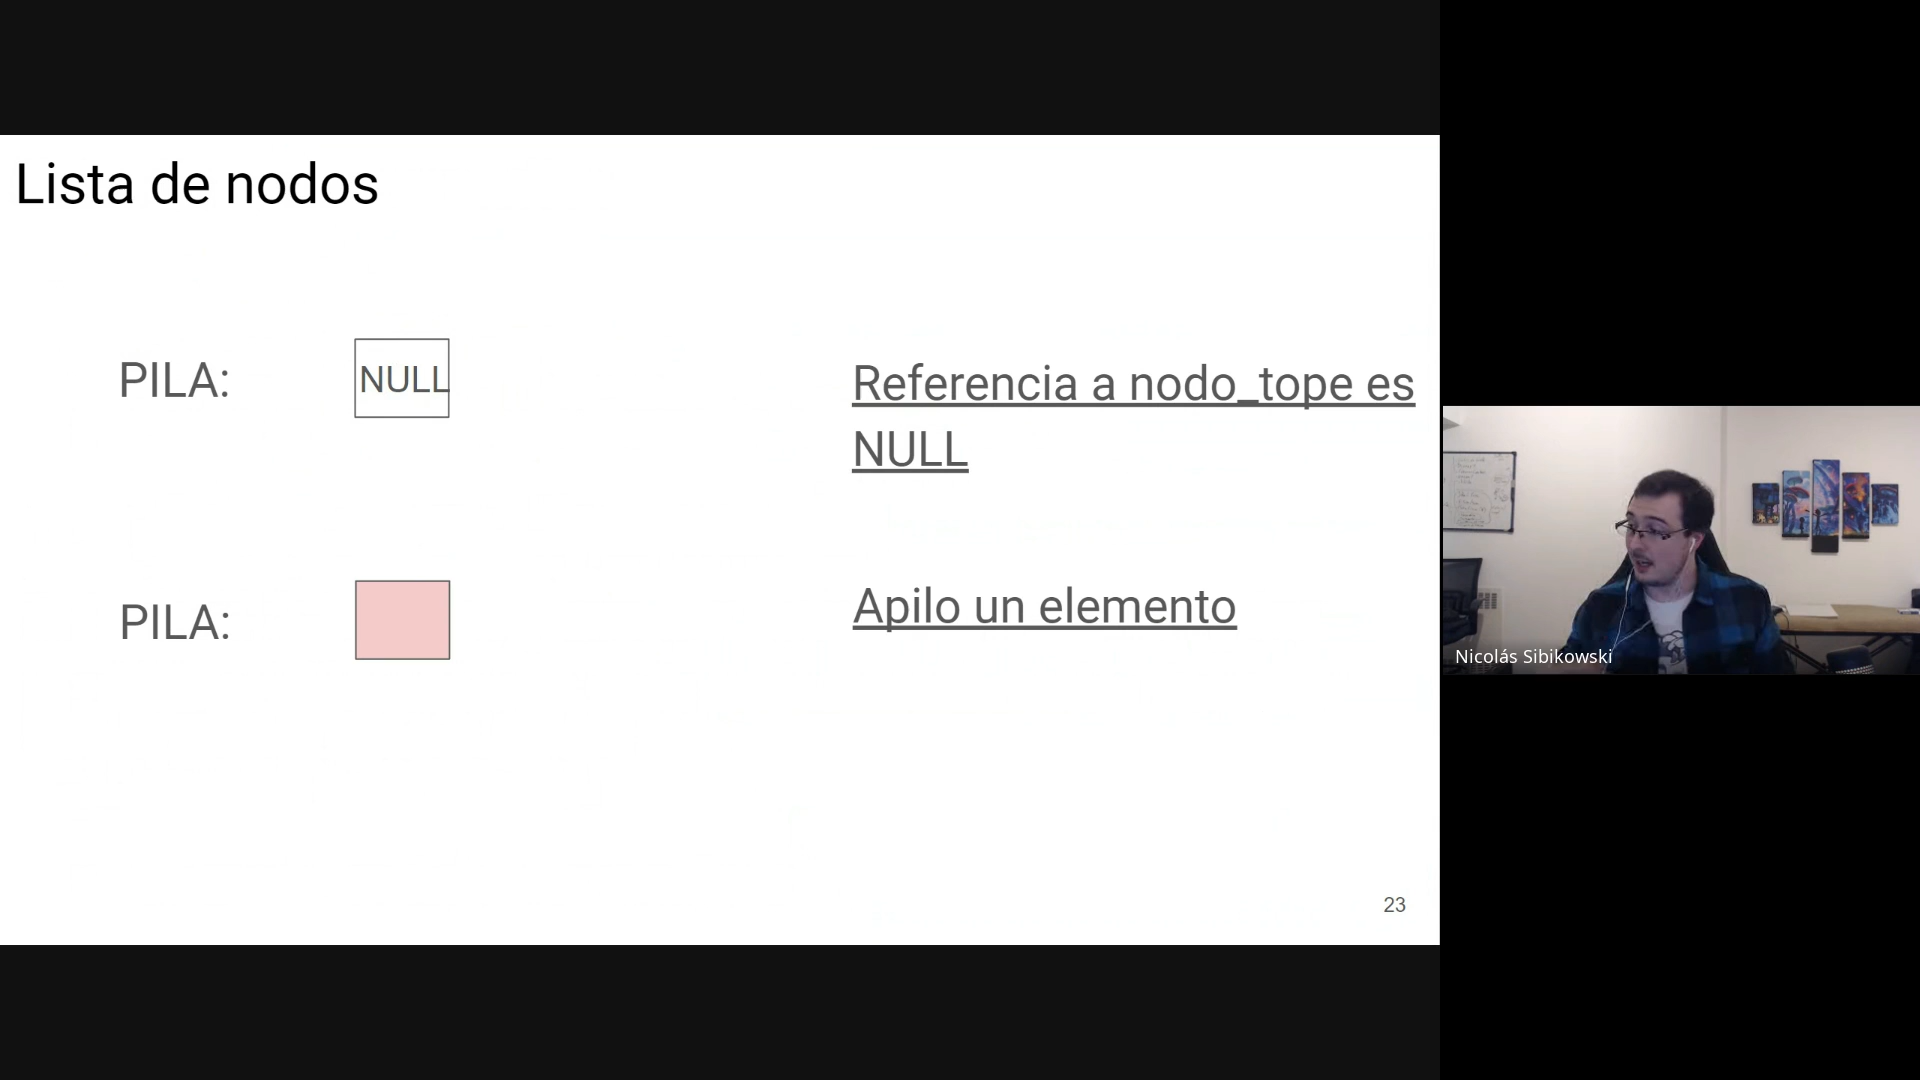 Lista de nodos
PILA:
NULL
Referencia a nodo_tope es
NULL
PILA:
Apilo un elemento
23
Nicolás Sibikowski